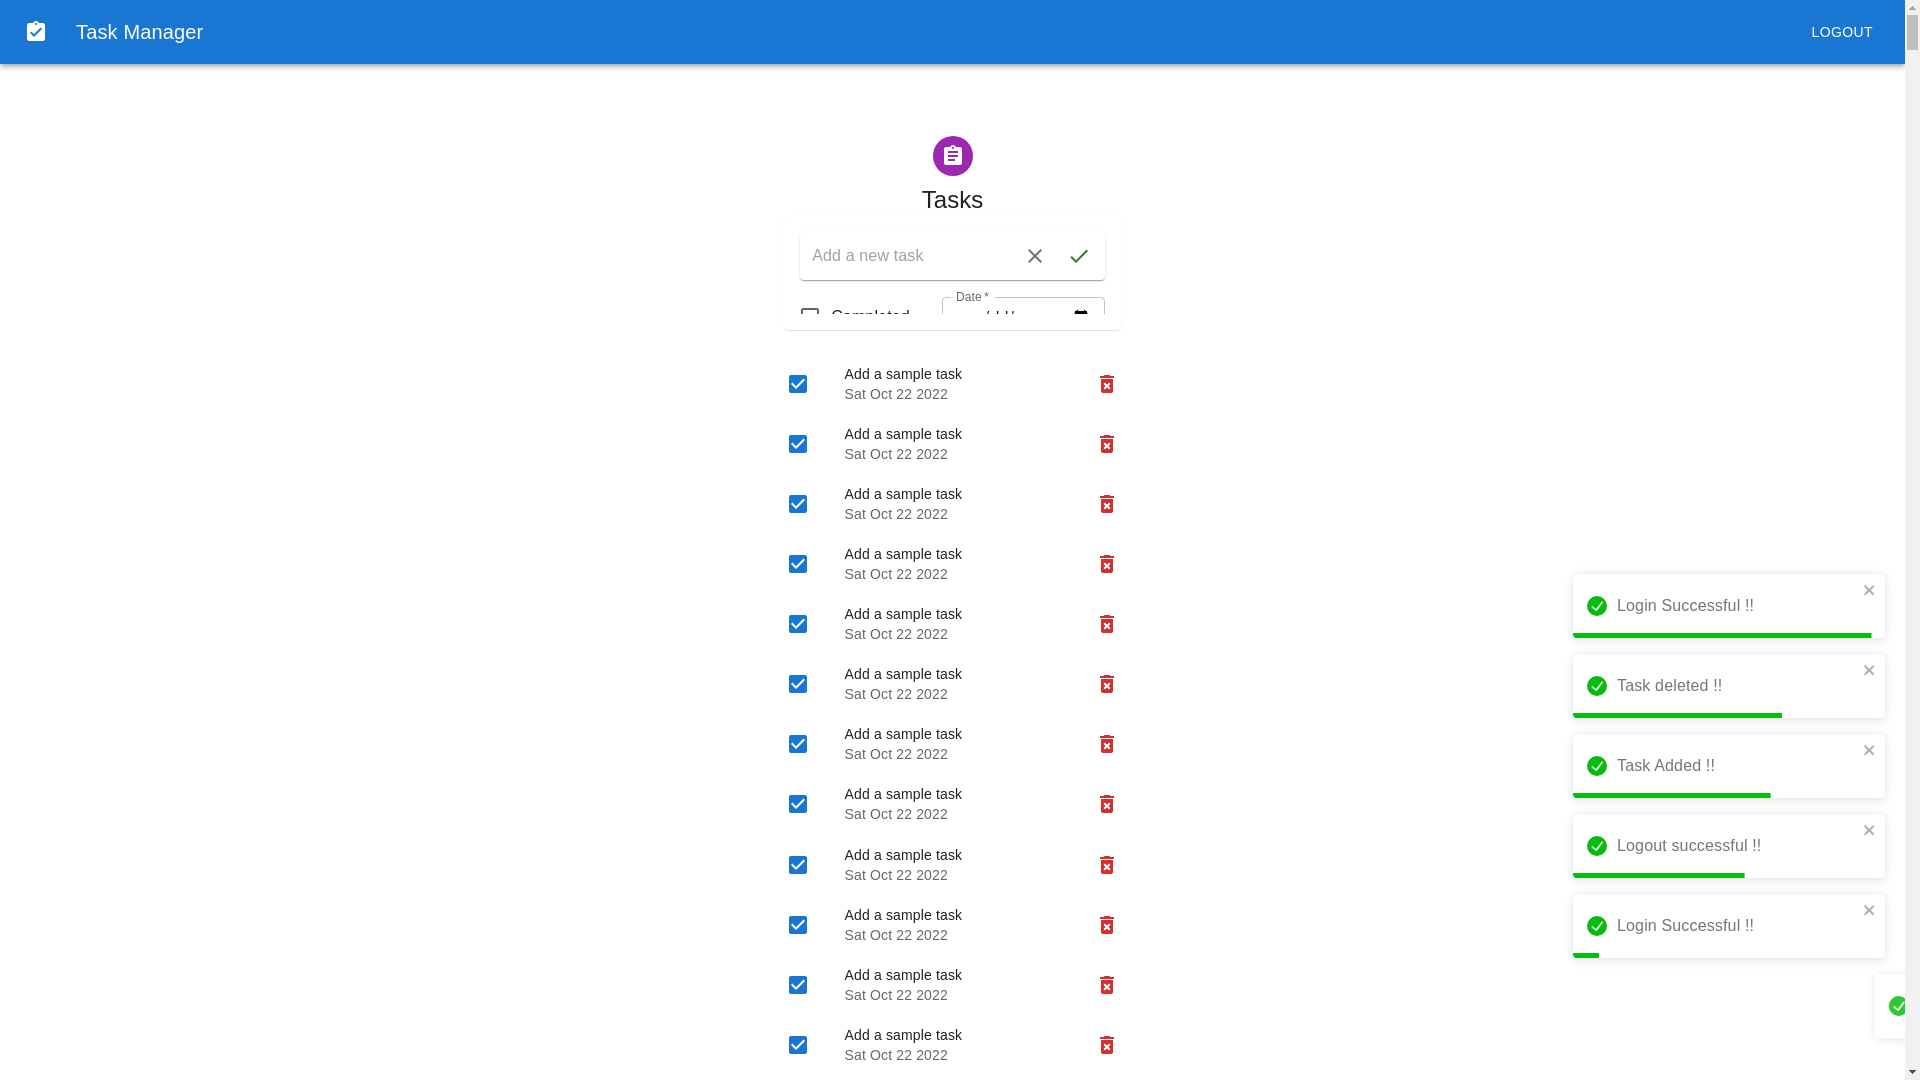 Task Manager
LOGOUT
Tasks
Add a new task
Date *
Completed
Add a sample task
Sat Oct 22 2022
Add a sample task
Sat Oct 22 2022
Add a sample task
Sat Oct 22 2022
Add a sample task
Sat Oct 22 2022
Add a sample task
Sat Oct 22 2022
Add a sample task
Sat Oct 22 2022
Add a sample task
Sat Oct 22 2022
Add a sample task
Sat Oct 22 2022
Add a sample task
Sat Oct 22 2022
Add a sample task
Sat Oct 22 2022
Add a sample task
Sat Oct 22 2022
Add a sample task
Sat Oct 22 2022
Login Successful !!
Task deleted !!
Task Added !!
Logout successful !!
Login Successful !!